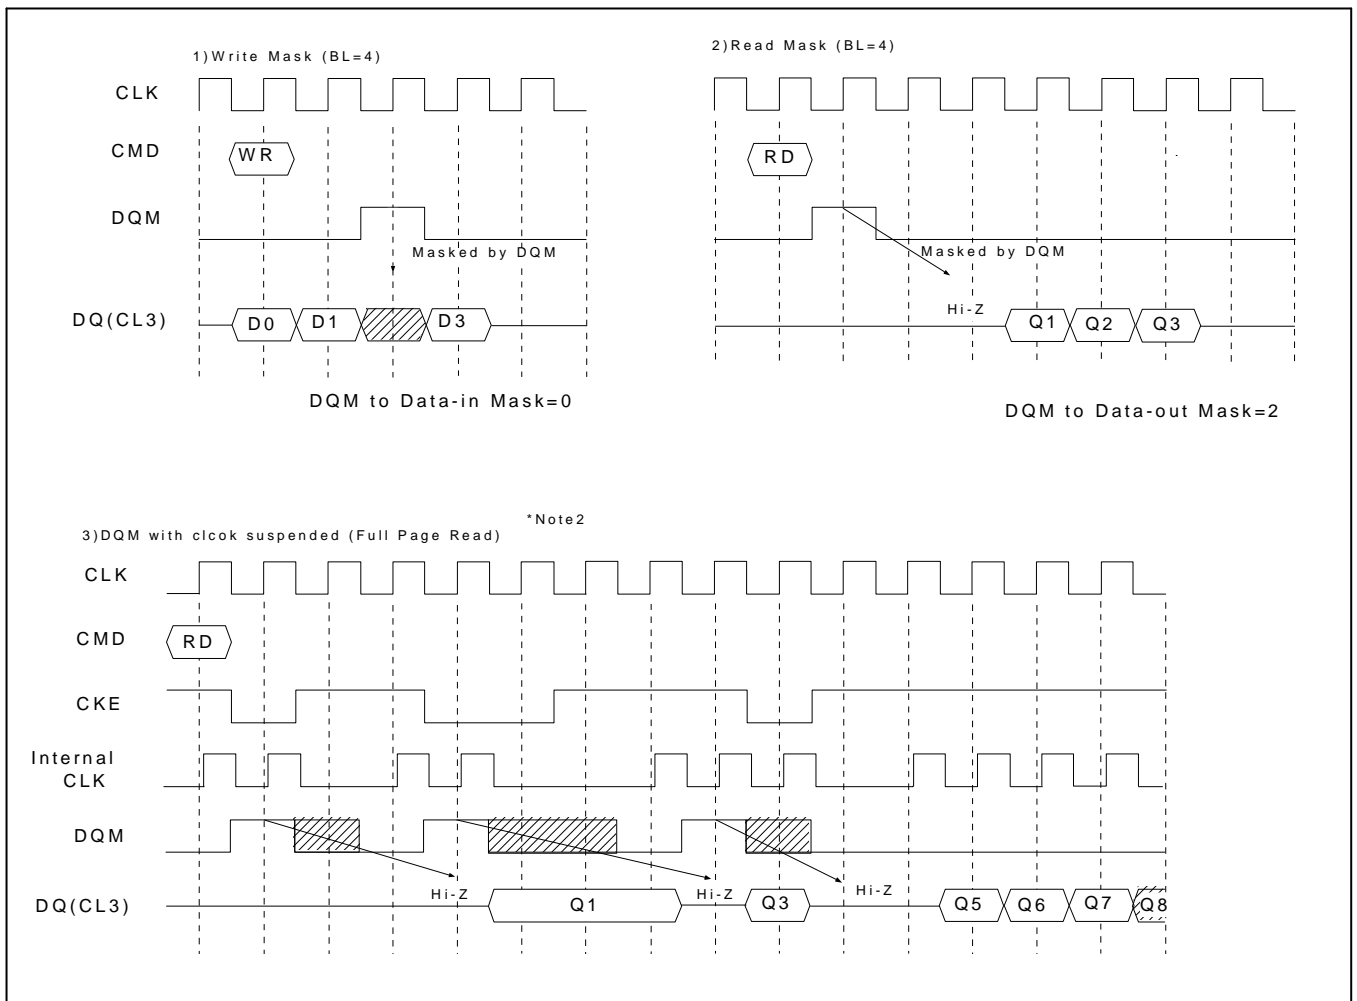 1)Write Mask (BL=4)
CLK
CMD
WR
DQM
Masked by DQM
DQ(CL3)
D0
D1
D3
DQM to Data-in Mask=0
2)Read Mask (BL=4)
RD
Masked by DQM
Hi-Z
Q1
Q2
Q3
DQM to Data-out Mask=2
*Note2
3)DQM with clcok suspended (Full Page Read)
CLK
CMD
RD
CKE
Internal
CLK
DQM
Hi-Z
Hi-Z
Hi-Z
DQ(CL3)
Q1
Q3
Q5
Q6
Q7
Q8